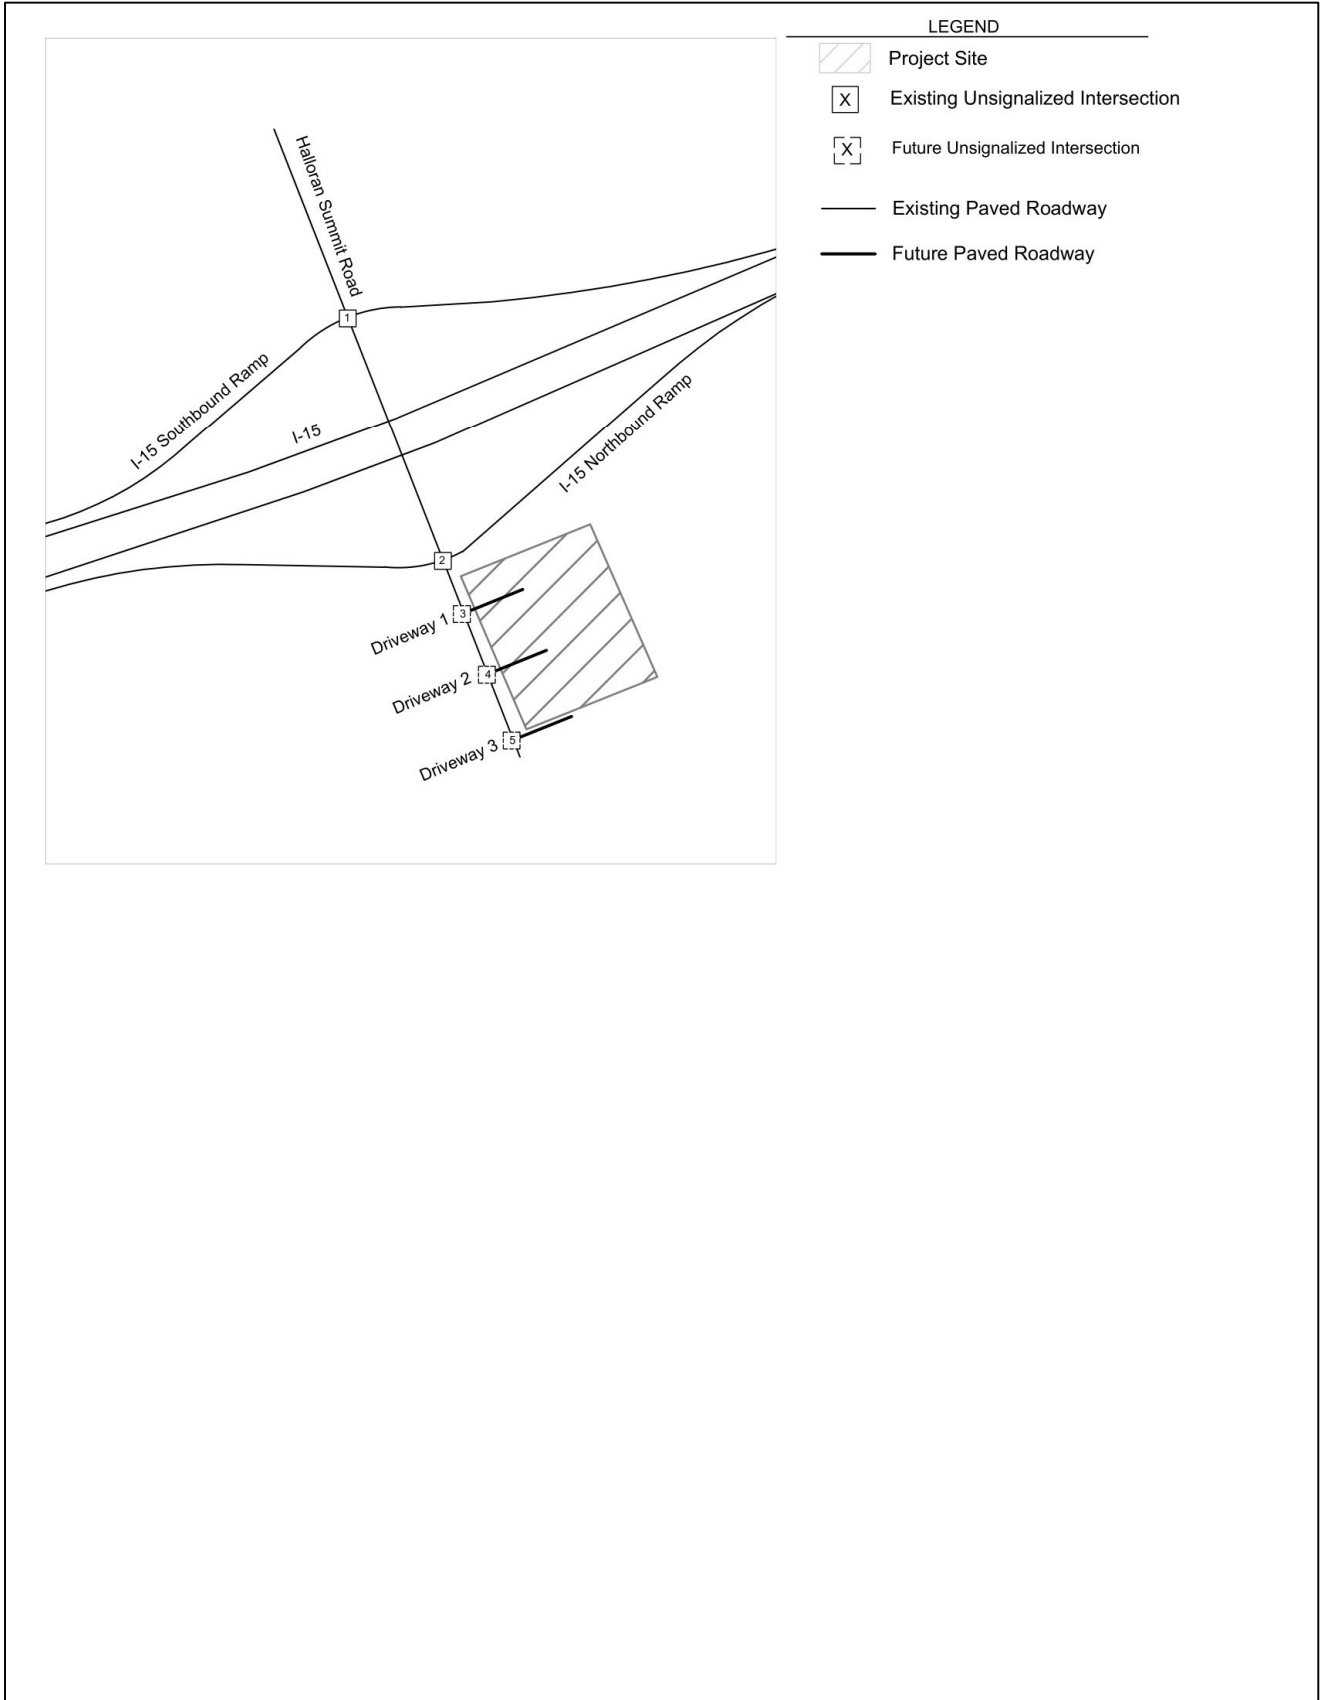 LEGEND
Project Site
X Existing Unsignalized Intersection
X Future Unsignalized Intersection
Existing Paved Roadway
Future Paved Roadway
Halloran Summit Road
1
I-15 Southbound Ramp
I-15
I-15 Northbound Ramp
2
Driveway 1 3
Driveway 2 4
Driveway 3 5